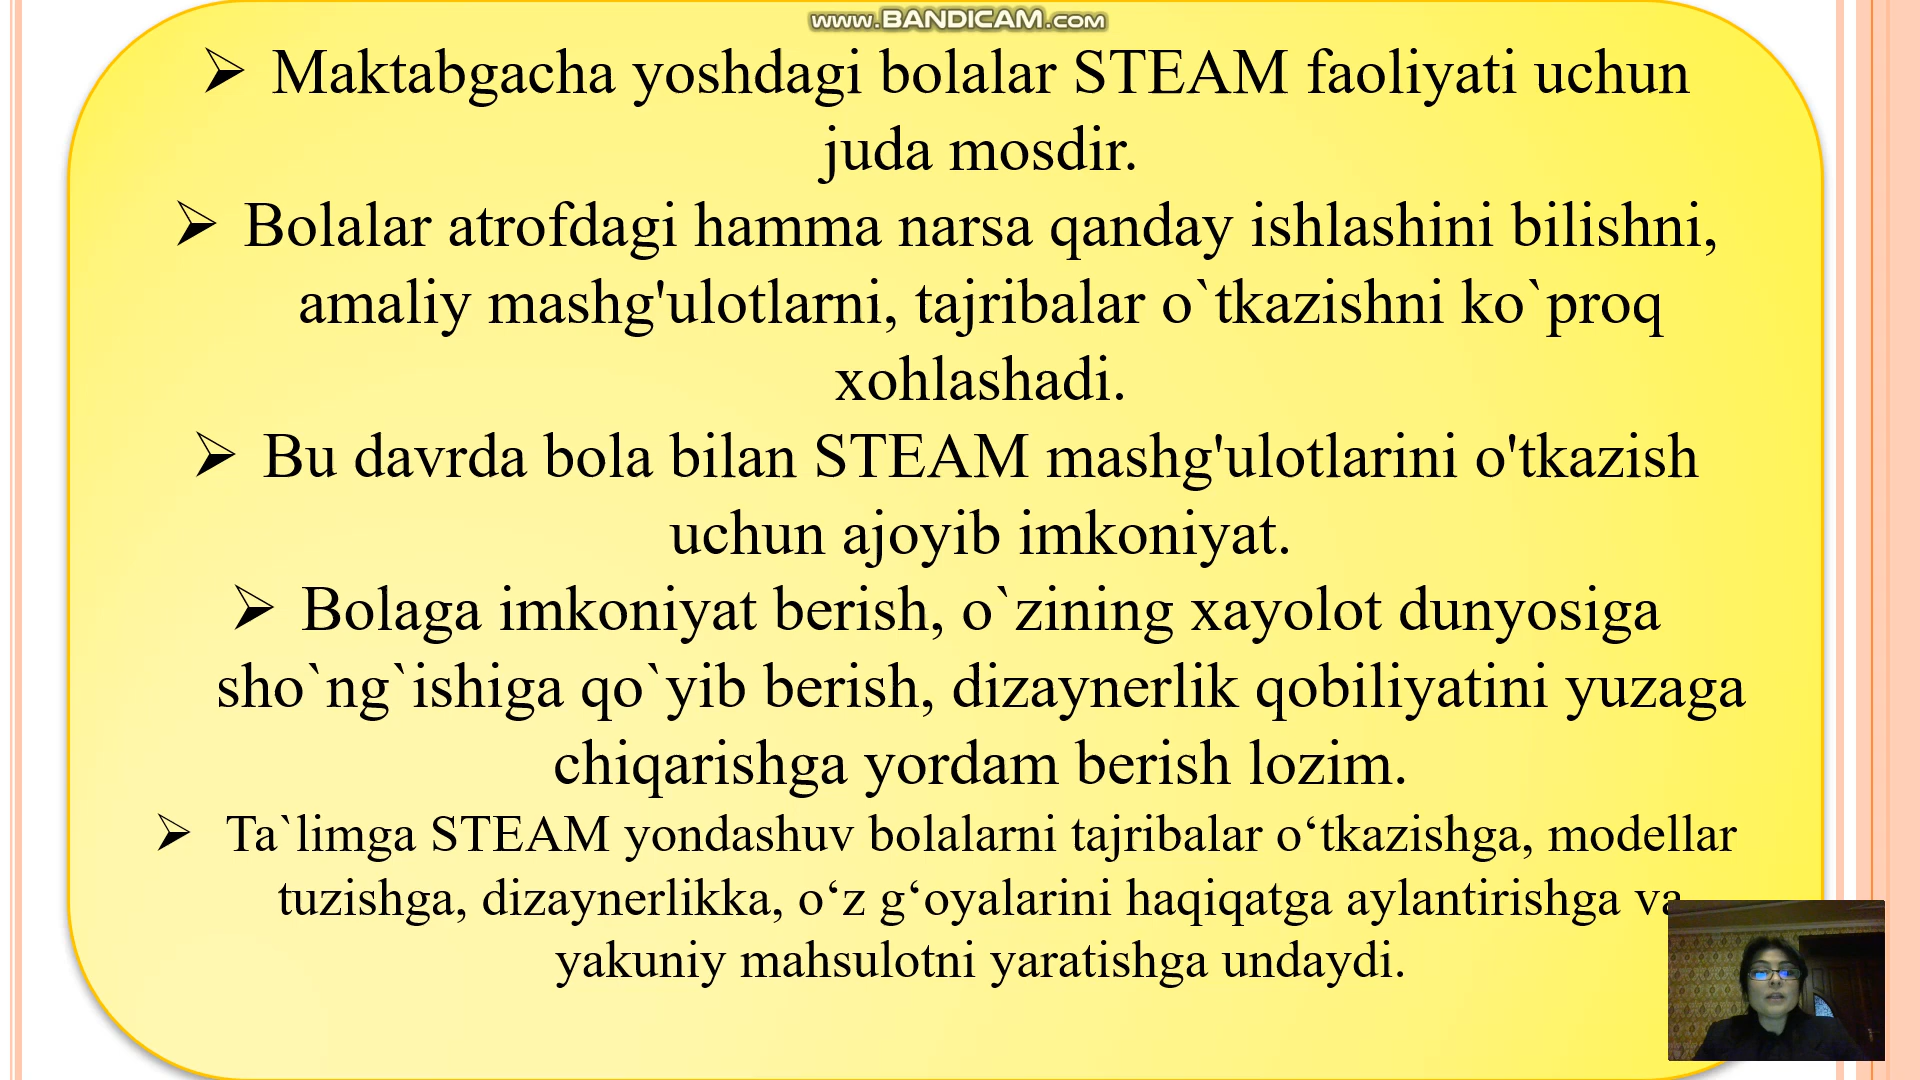 www.BANDICAM.com
➢ Maktabgacha yoshdagi bolalar STEAM faoliyati uchun
juda mosdir.
➢ Bolalar atrofdagi hamma narsa qanday ishlashini bilishni,
amaliy mashg'ulotlarni, tajribalar o`tkazishni ko`proq
xohlashadi.
➢ Bu davrda bola bilan STEAM mashg'ulotlarini o'tkazish
uchun ajoyib imkoniyat.
➢ Bolaga imkoniyat berish, o`zining xayolot dunyosiga
sho`ng`ishiga qo`yib berish, dizaynerlik qobiliyatini yuzaga
chiqarishga yordam berish lozim.
➢ Ta`limga STEAM yondashuv bolalarni tajribalar o‘tkazishga, modellar
tuzishga, dizaynerlikka, o‘z g‘oyalarini haqiqatga aylantirishga va
yakuniy mahsulotni yaratishga undaydi.